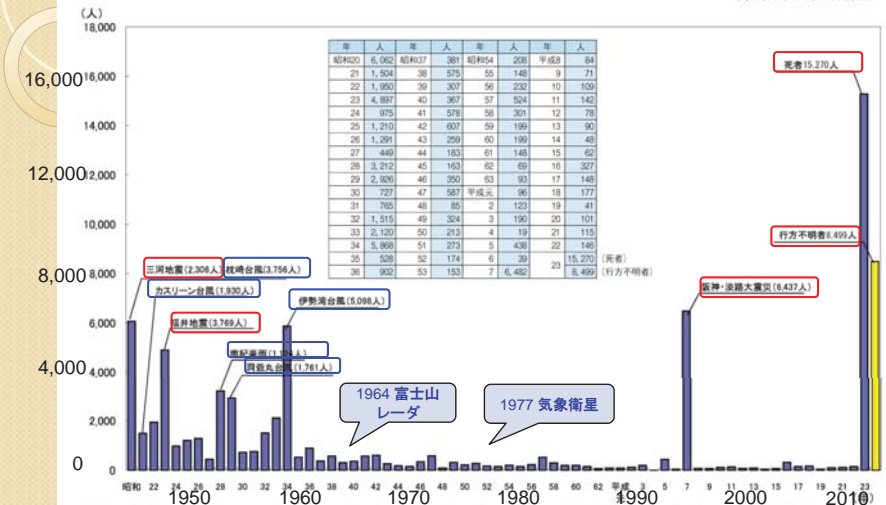 (人)
18,000
16,000 16,000
14,000
12,000 12,000
10,000
8,000 8,000
6,000
4,000 4,000
2,000
0 0
年 人 年 人 年 人 年 人
昭和20 6,062 昭和37 381 昭和54 208 平成8 84
21 1,504 38 575 55 148 9 71
22 1,950 39 307 56 232 10 109
23 4,897 40 367 57 524 11 142
24 975 41 578 58 301 12 78
25 1,210 42 607 59 199 13 90
26 1,291 43 259 60 199 14 48
27 449 44 183 61 148 15 62
28 3,212 45 163 62 69 16 327
29 2,926 46 350 63 93 17 148
30 727 47 587 平成元 96 18 177
31 765 48 85 2 123 19 41
32 1,515 49 324 3 190 20 101
33 2,120 50 213 4 19 21 115
34 5,868 51 273 5 438 22 146
35 528 52 174 6 39 23 15,270 (死者)
36 902 53 153 7 6,482 8,499 (行方不明者)
死者15,270人
行方不明者8,499人
三河地震(2,306人) 枕崎台風(3,756人)
カスリーン台風(1,930人)
福井地震(3,769人)
伊勢湾台風(5,098人)
南紀豪雨(1,124人)
洞爺丸台風(1,761人)
阪神・淡路大震災(6,437人)
1964 富士山
レーダ
1977 気象衛星
昭和 22 24 26 28 30 32 34 36 38 40 42 44 46 48 50 52 54 56 58 60 62 平成 3 5 7 9 11 13 15 17 19 21 23 (年)
1950 1960 1970 1980 1990 2000 2010